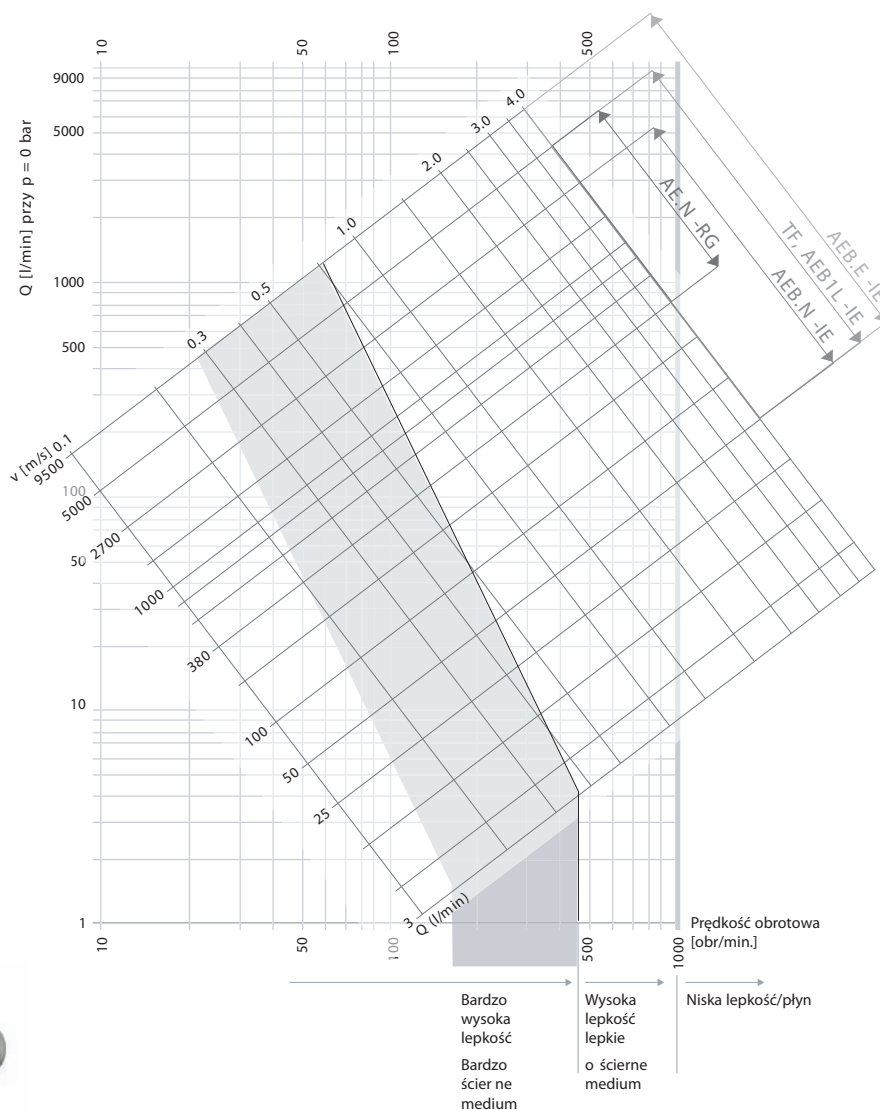 10
50
100
500
9000
5000
1000
500
100
50
10
1
Q [l/min] przy p = 0 bar
4.0
3.0
2.0
1.0
0.5
0.3
v [m/s] 0.1
9500
5000
2700
1000
380
100
50
25
3
Q (l/min)
AE.N -RG
AEB.E -IE
TF, AEB1L -IE
AEB.N -IE
10
50
100
500
1000
Prędkość obrotowa
[obr/min.]
Bardzo
wysoka
lepkość
Bardzo
ścier ne
medium
Wysoka
lepkość
lepkie
o ścierne
medium
Niska lepkość/płyn